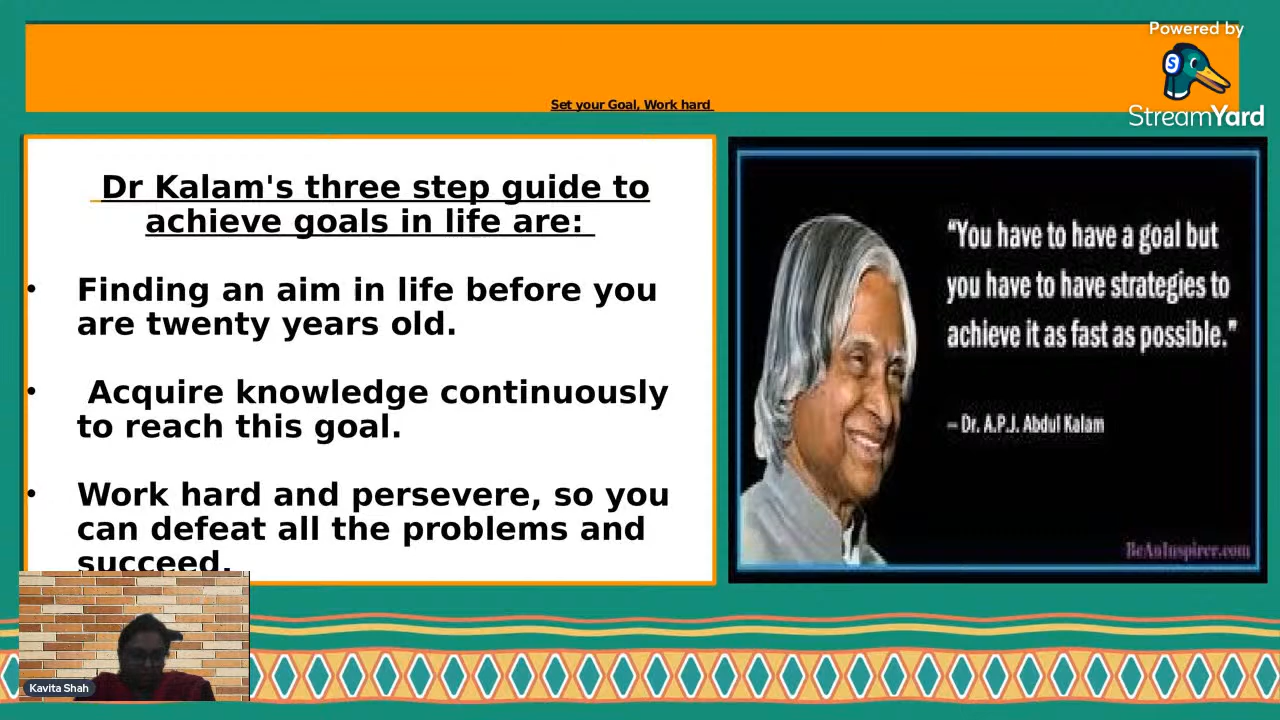 Powered by
StreamYard
Set your Goal, Work hard
Dr Kalam's three step guide to
achieve goals in life are:
• Finding an aim in life before you
are twenty years old.
• Acquire knowledge continuously
to reach this goal.
• Work hard and persevere, so you
can defeat all the problems and
succeed.
“You have to have a goal but
you have to have strategies to
achieve it as fast as possible.”
– Dr. A.P.J. Abdul Kalam
BeAnInspirer.com
Kavita Shah